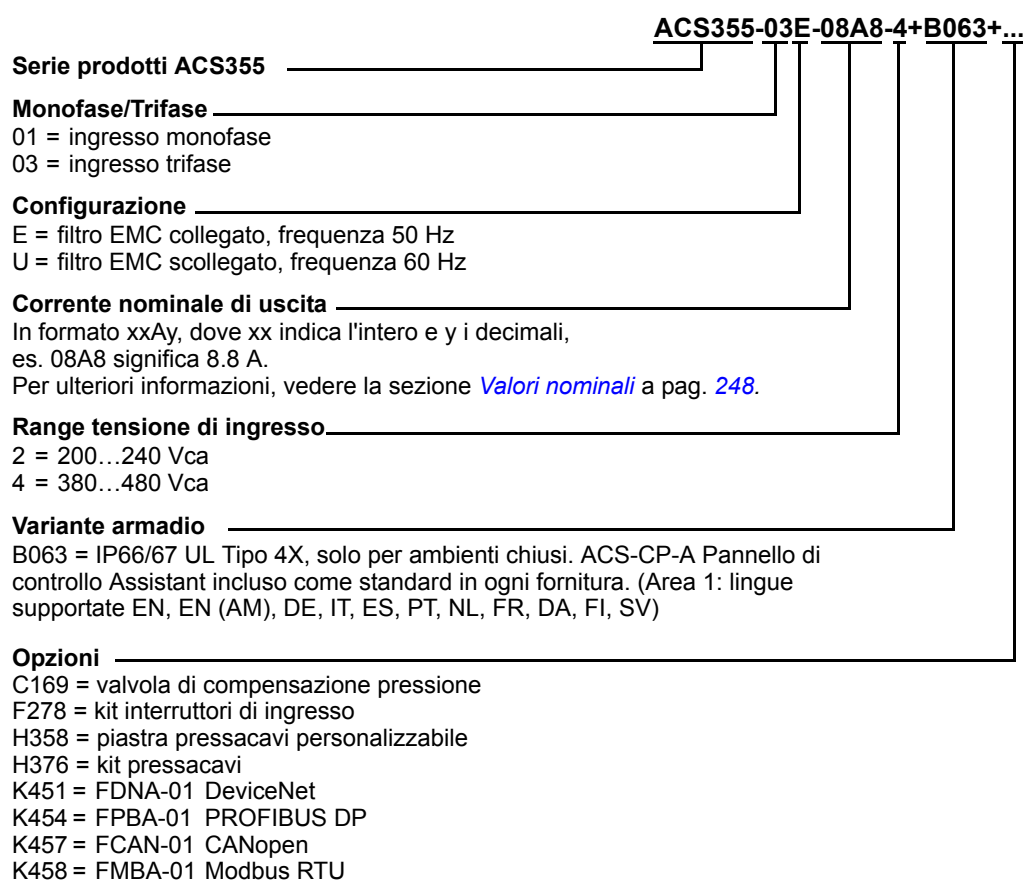 ACS355-03E-08A8-4+B063+...
Serie prodotti ACS355
Monofase/Trifase
01 = ingresso monofase
03 = ingresso trifase
Configurazione
E = filtro EMC collegato, frequenza 50 Hz
U = filtro EMC scollegato, frequenza 60 Hz
Corrente nominale di uscita
In formato xxAy, dove xx indica l'intero e y i decimali,
es. 08A8 significa 8.8 A.
Per ulteriori informazioni, vedere la sezione Valori nominali a pag. 248.
Range tensione di ingresso
2 = 200…240 Vca
4 = 380…480 Vca
Variante armadio
B063 = IP66/67 UL Tipo 4X, solo per ambienti chiusi. ACS-CP-A Pannello di
controllo Assistant incluso come standard in ogni fornitura. (Area 1: lingue
supportate EN, EN (AM), DE, IT, ES, PT, NL, FR, DA, FI, SV)
Opzioni
C169 = valvola di compensazione pressione
F278 = kit interruttori di ingresso
H358 = piastra pressacavi personalizzabile
H376 = kit pressacavi
K451 = FDNA-01 DeviceNet
K454 = FPBA-01 PROFIBUS DP
K457 = FCAN-01 CANopen
K458 = FMBA-01 Modbus RTU